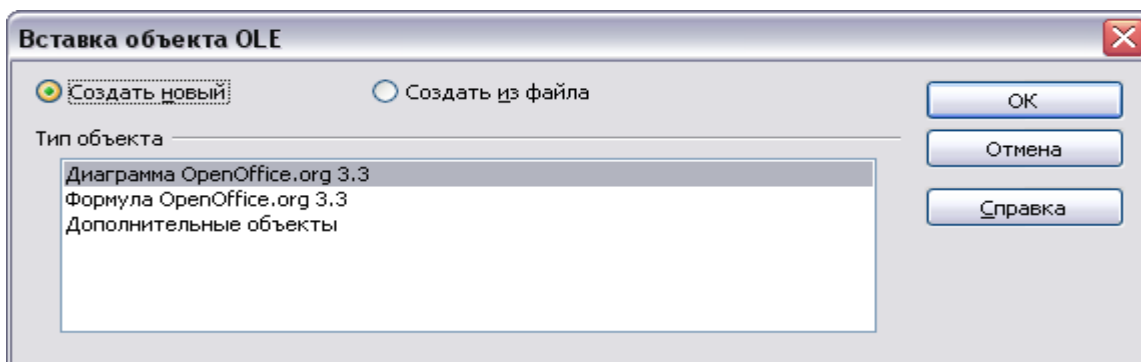 Вставка объекта OLE
Создать новый Создать из файла
OK
Тип объекта
Отмена
Диаграмма OpenOffice.org 3.3
Формула OpenOffice.org 3.3
Справка
Дополнительные объекты